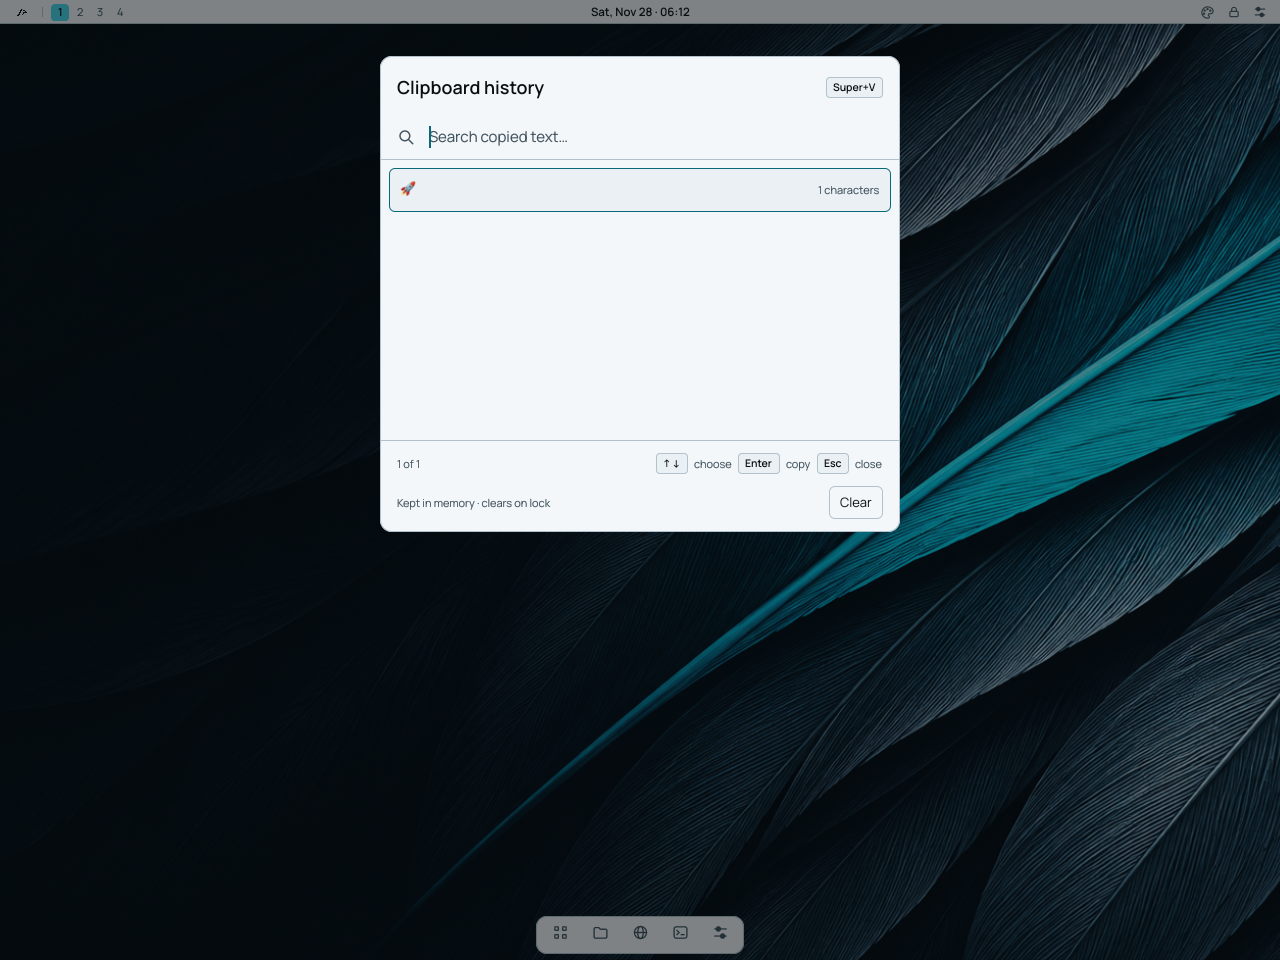 1 2 3 4
Sat, Nov 28 · 06:12
Clipboard history
Super+V
Search copied text...
🚀
1 characters
1 of 1
↑↓ choose Enter copy Esc close
Kept in memory · clears on lock
Clear